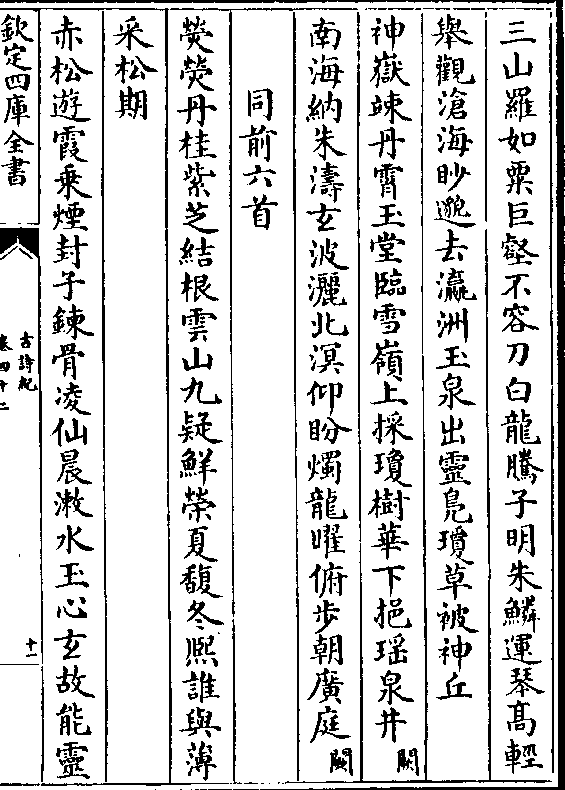 三山羅如粟巨壑不容刀白龍騰子明朱鱗運琴髙輕
舉觀滄海眇邈去瀛洲玉泉出靈鳬瓊草被神丘
神嶽竦丹霄玉堂臨雪嶺上採瓊樹華下挹瑶泉井闕
南海納朱濤玄波灑北溟仰盼燭龍曜俯步朝廣庭闕
同前六首
熒熒丹桂紫芝結根雲山九疑鮮榮夏馥冬熙誰與薄
采松期
赤松遊霞乗煙封子鍊骨凌仙晨漱水玉心玄故能靈
欽定四庫全書
古詩紀
卷四十二
十一